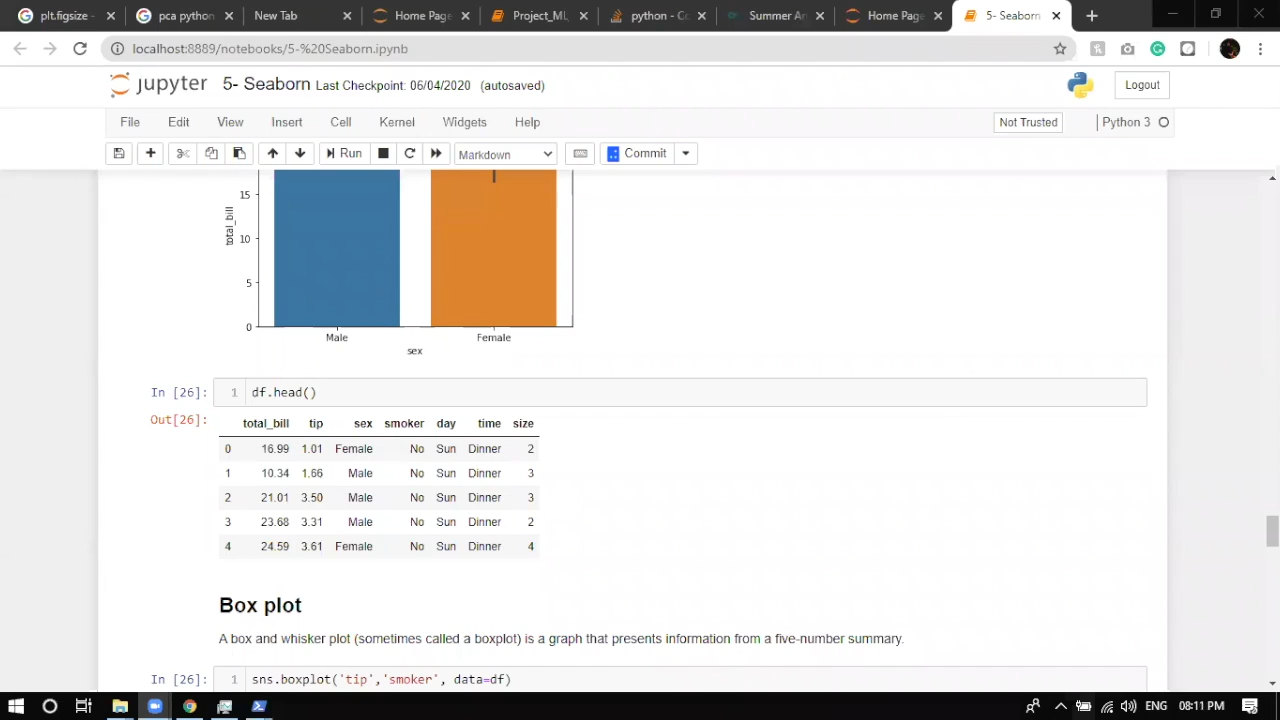 plt.figsize
pca python
New Tab
Home Page
Project_ML
python - Co
Summer An
Home Page
5- Seaborn
localhost:8889/notebooks/5-%20Seaborn.ipynb
jupyter 5- Seaborn Last Checkpoint: 06/04/2020 (autosaved)
Logout
File Edit View Insert Cell Kernel Widgets Help
Not Trusted
Python 3
Run
Markdown
Commit
15
10
5
0
total_bill
Male Female
sex
In [26]: 1 df.head()
Out[26]:
total_bill tip sex smoker day time size
0 16.99 1.01 Female No Sun Dinner 2
1 10.34 1.66 Male No Sun Dinner 3
2 21.01 3.50 Male No Sun Dinner 3
3 23.68 3.31 Male No Sun Dinner 2
4 24.59 3.61 Female No Sun Dinner 4
Box plot
A box and whisker plot (sometimes called a boxplot) is a graph that presents information from a five-number summary.
In [26]: 1 sns.boxplot('tip','smoker', data=df)
ENG 08:11 PM